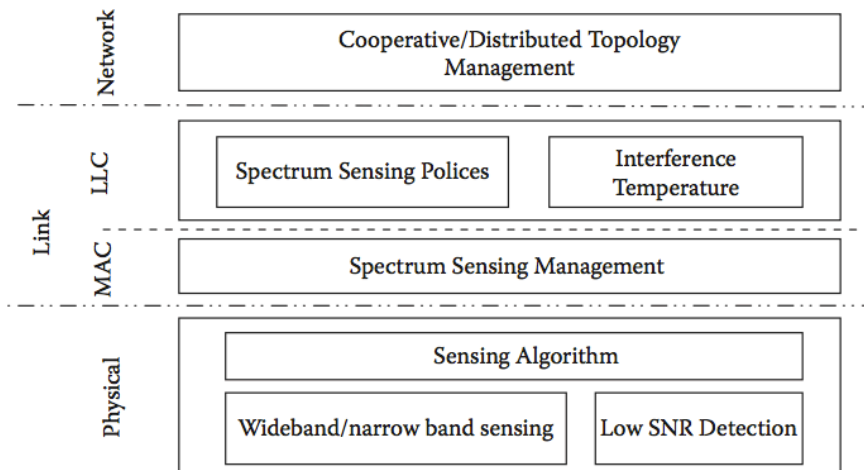 Network
Cooperative/Distributed Topology
Management
Link
LLC
Spectrum Sensing Polices
Interference
Temperature
MAC
Spectrum Sensing Management
Physical
Sensing Algorithm
Wideband/narrow band sensing
Low SNR Detection